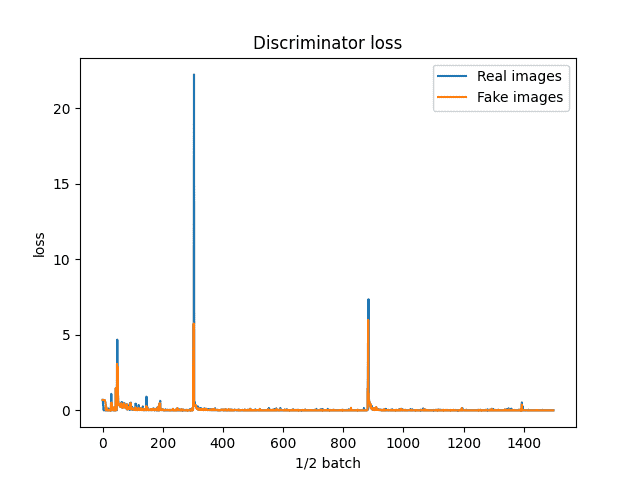 Discriminator loss
Real images
Fake images
20
15
10
5
0
loss
0 200 400 600 800 1000 1200 1400
1/2 batch